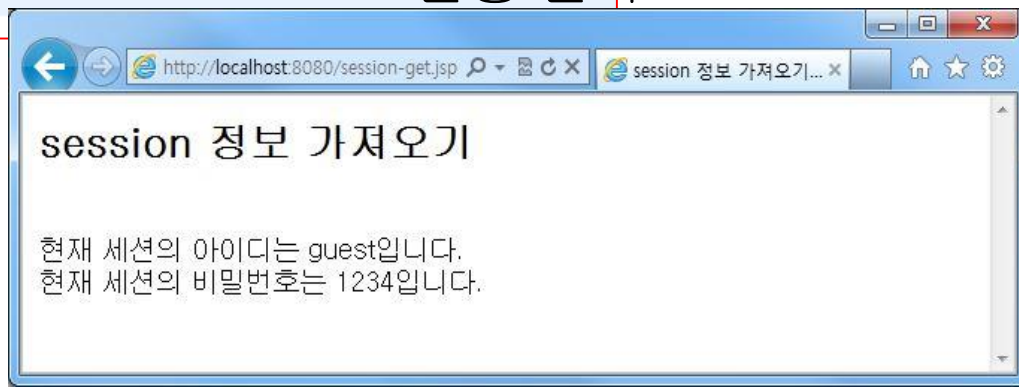 http://localhost:8080/session-get.jsp
session 정보 가져오기...
session 정보 가져오기
현재 세션의 아이디는 guest입니다.
현재 세션의 비밀번호는 1234입니다.